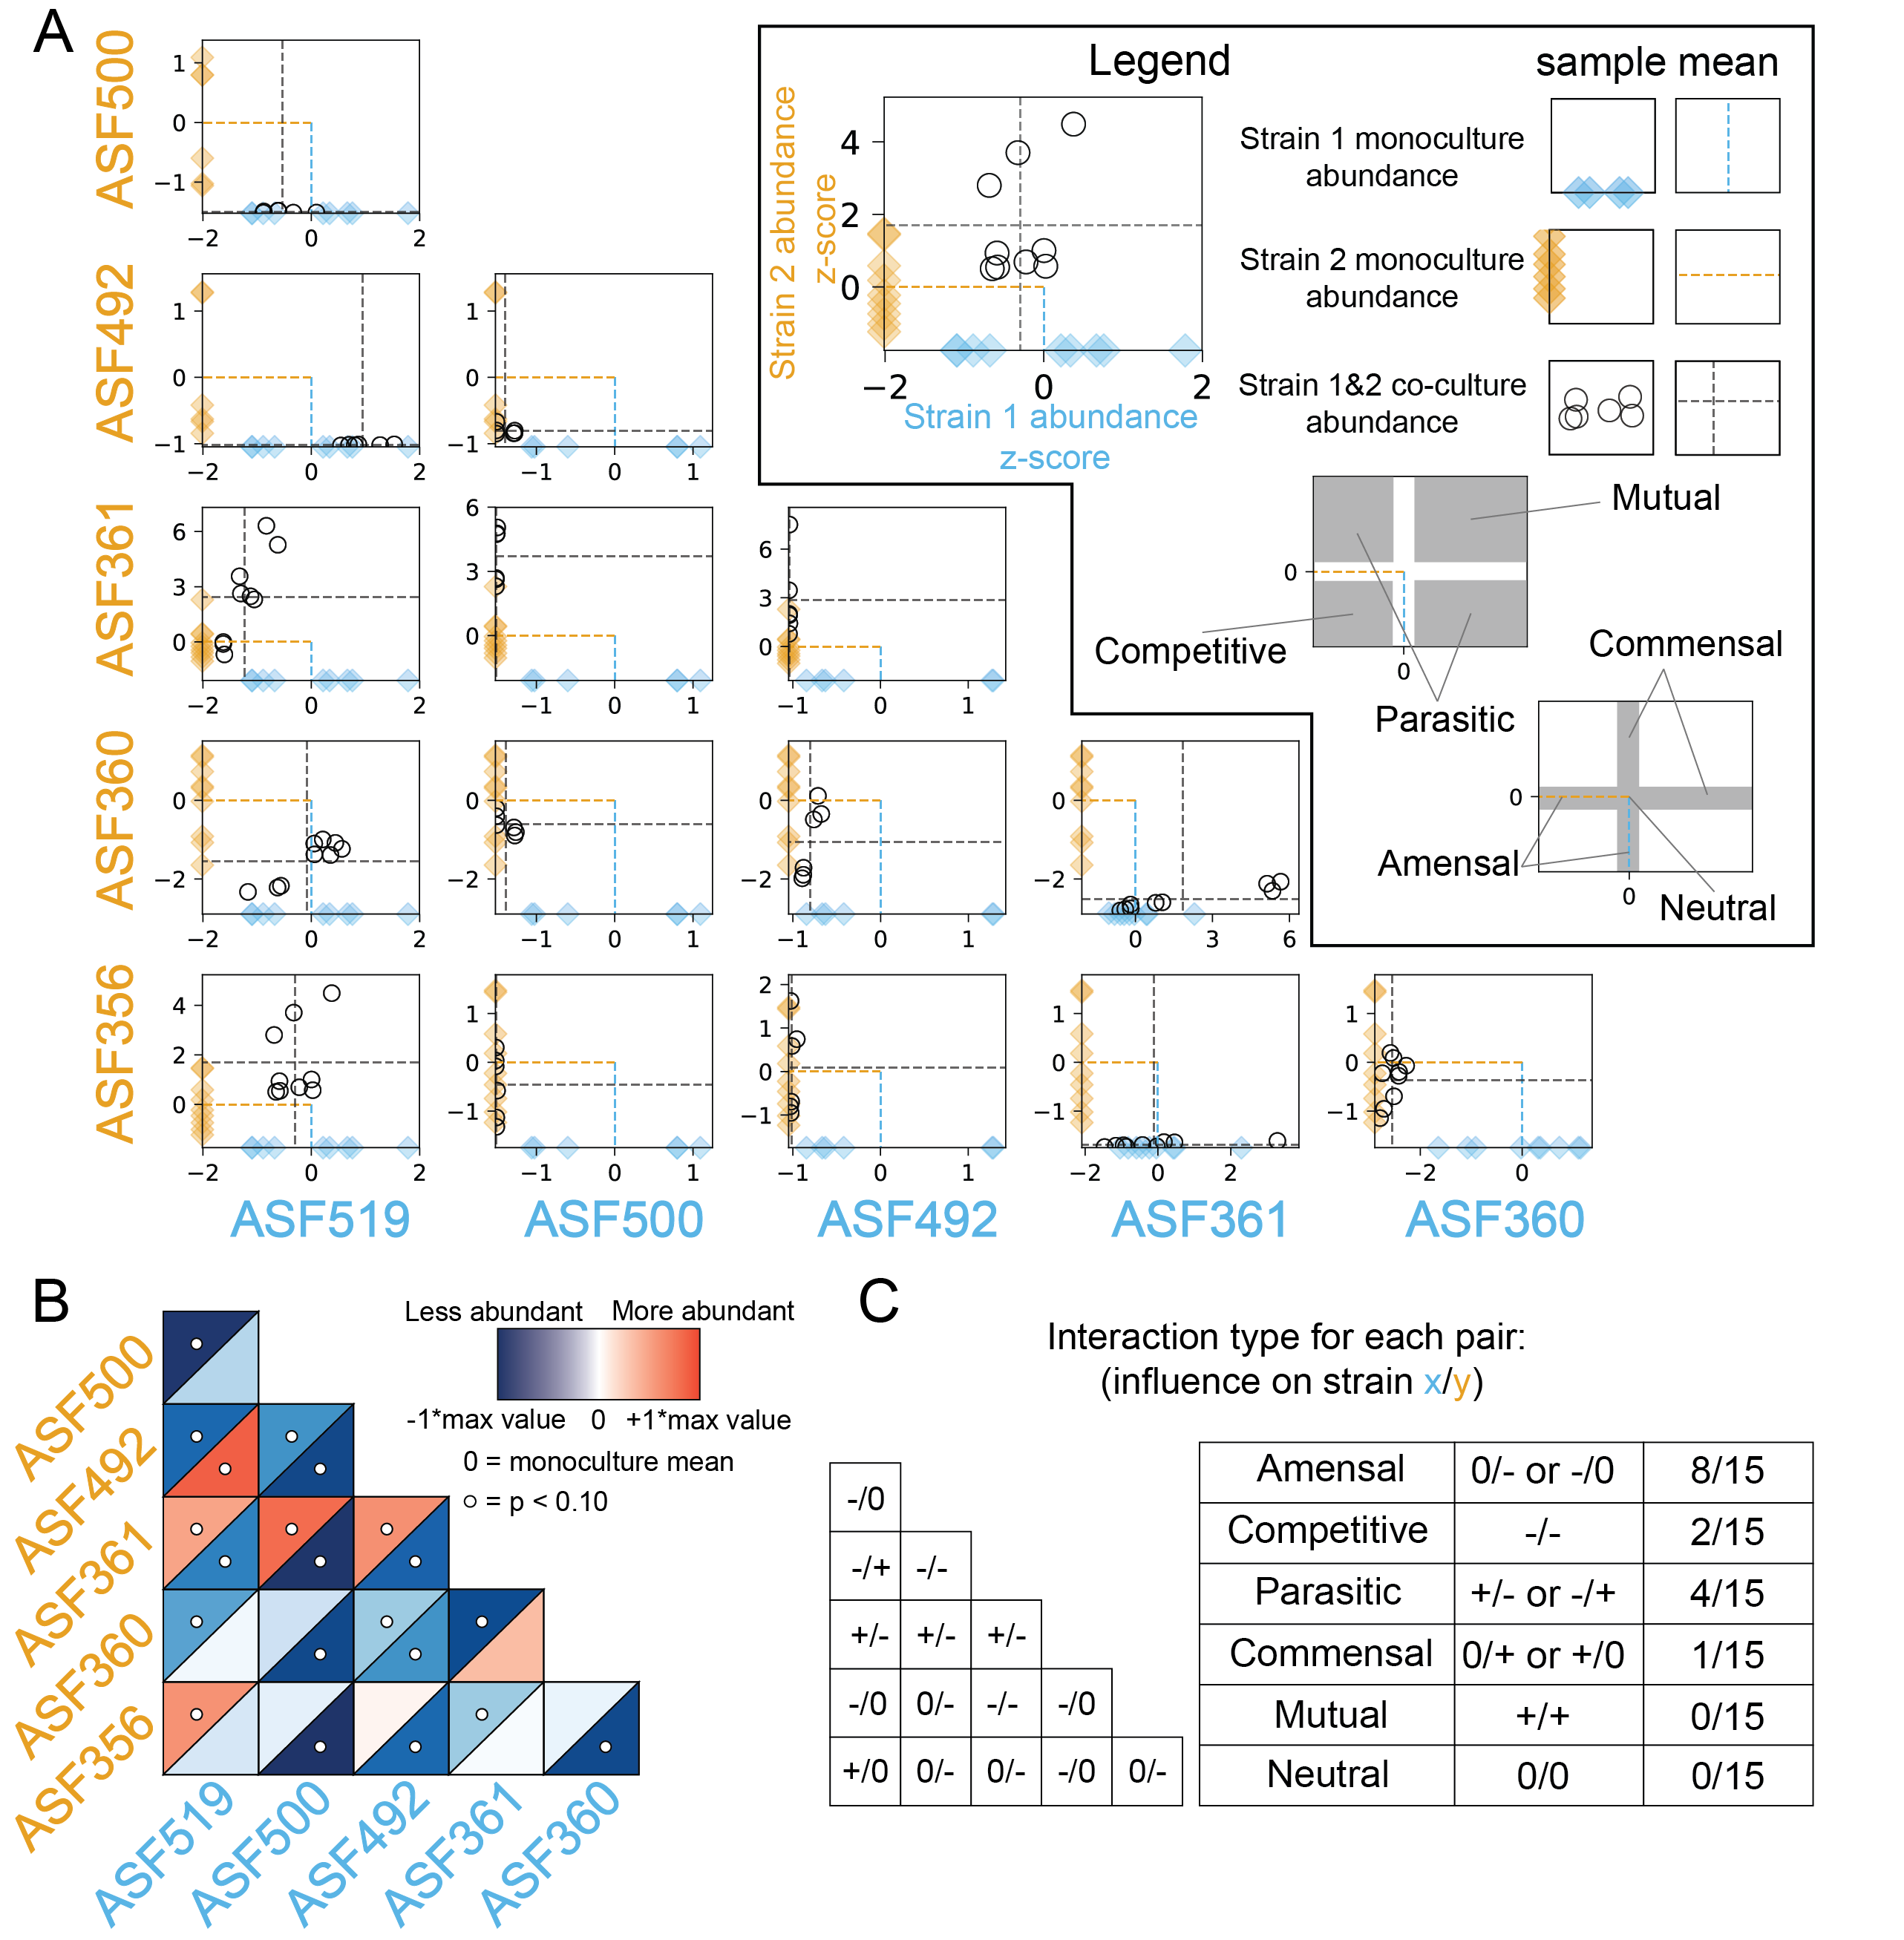 A
ASF500
1
0
−1
−2
0
2
ASF492
1
0
−1
−2
0
2
1
0
−1
−1
0
1
ASF361
6
3
0
−2
0
2
6
3
0
−1
0
1
6
3
0
−1
0
1
ASF360
0
−2
−2
0
2
0
−2
−1
0
1
0
−2
−1
0
1
0
−2
0
3
6
ASF356
4
2
0
−2
0
2
1
0
−1
−1
0
1
2
1
0
−1
−1
0
1
1
0
−1
−2
0
2
1
0
−1
−2
0
ASF519
ASF500
ASF492
ASF361
ASF360
Legend
sample mean
Strain 2 abundance
z-score
4
2
0
−2
0
2
Strain 1 abundance
z-score
Strain 1 monoculture
abundance
Strain 2 monoculture
abundance
Strain 1&2 co-culture
abundance
Mutual
0
0
Competitive
Parasitic
Commensal
0
0
Amensal
Neutral
B
Less abundant
More abundant
-1*max value
0
+1*max value
0 = monoculture mean
= p < 0.10
ASF500
ASF492
ASF361
ASF360
ASF356
ASF519
ASF500
ASF492
ASF361
ASF360
C
Interaction type for each pair:
(influence on strain x/y)
-/0
-/+ -/-
+/- +/- +/-
-/0 0/- -/- -/0
+/0 0/- 0/- -/0 0/-
Amensal 0/- or -/0 8/15
Competitive -/- 2/15
Parasitic +/- or -/+ 4/15
Commensal 0/+ or +/0 1/15
Mutual +/+ 0/15
Neutral 0/0 0/15